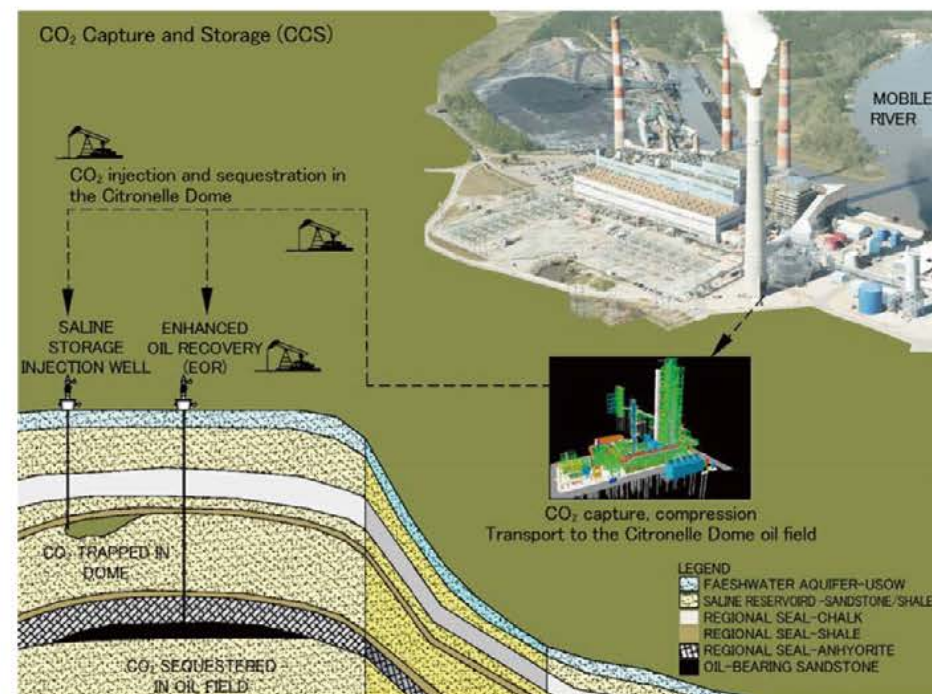 CO₂ Capture and Storage (CCS)
MOBILE
RIVER
CO₂ injection and sequestration in
the Citronelle Dome
SALINE
STORAGE
INJECTION WELL
ENHANCED
OIL RECOVERY
(EOR)
CO₂ capture, compression
Transport to the Citronelle Dome oil field
CO₂ TRAPPED IN
DOME
CO₂ SEQUESTERED
IN OIL FIELD
LEGEND
FAESHWATER AQUIFER-USOW
SALINE RESERVOIRD-SANDSTONE/SHALE
REGIONAL SEAL-CHALK
REGIONAL SEAL-SHALE
REGIONAL SEAL-ANHYORITE
OIL-BEARING SANDSTONE